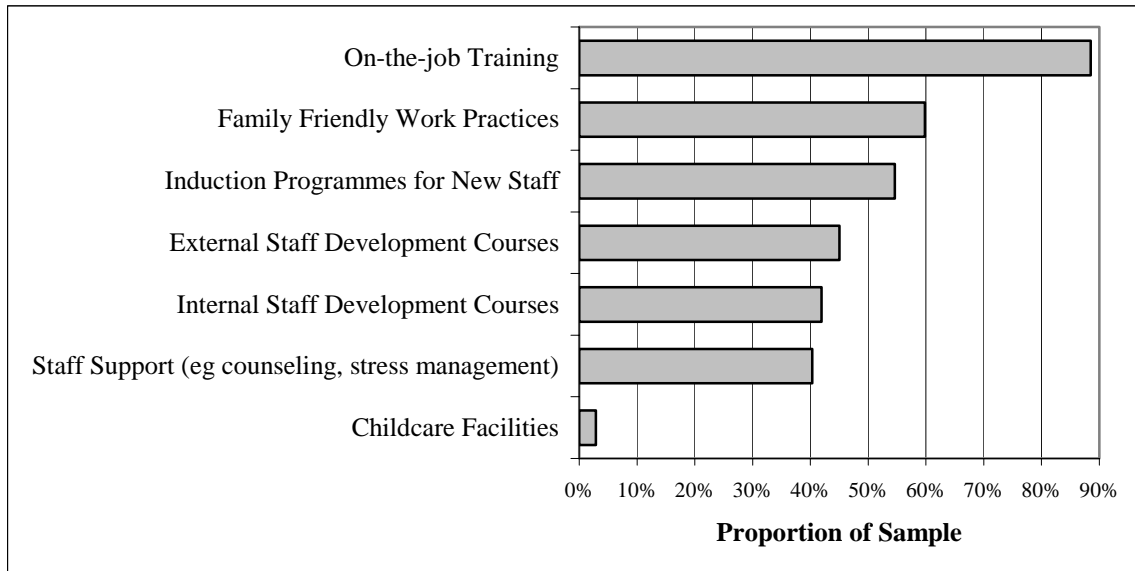 On-the-job Training
Family Friendly Work Practices
Induction Programmes for New Staff
External Staff Development Courses
Internal Staff Development Courses
Staff Support (eg counseling, stress management)
Childcare Facilities
0% 10% 20% 30% 40% 50% 60% 70% 80% 90%
Proportion of Sample